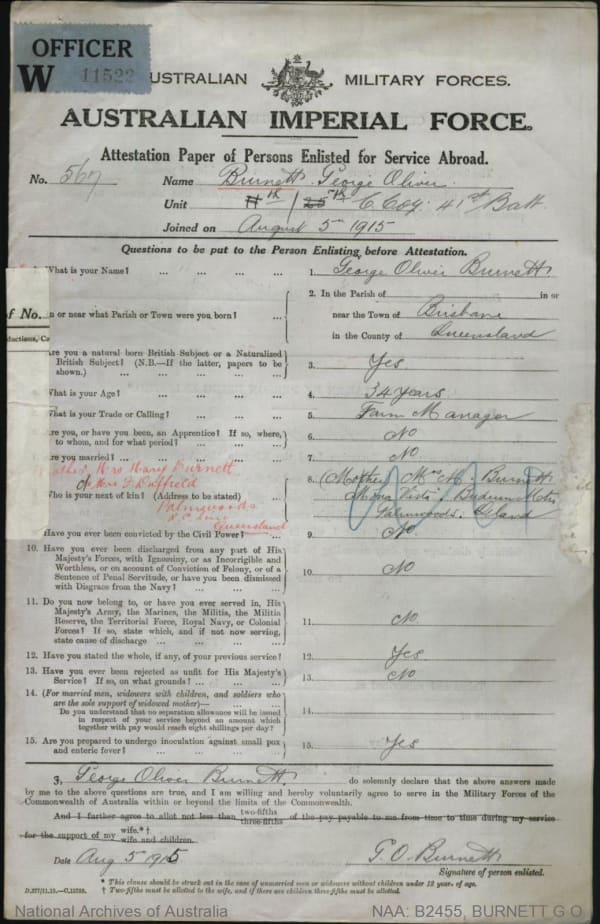 OFFICER
W 11522
AUSTRALIAN MILITARY FORCES.
AUSTRALIAN IMPERIAL FORCE.
Attestation Paper of Persons Enlisted for Service Abroad.
No. 567 Name Burnett George Oliver
Unit 11th / 25th C Coy. 41st Batt
Joined on August 5th 1915
Questions to be put to the Person Enlisting before Attestation.
What is your Name? ... ... ... ... 1. George Oliver Burnett
of No.
ductions, Co
In or near what Parish or Town were you born? ...
2. In the Parish of in or
near the Town of Brisbane
in the County of Queensland
Are you a natural born British Subject or a Naturalized
British Subject? (N.B.—If the latter, papers to be
shown.) ... ... ... ... 3. Yes
What is your Age? ... ... ... ... 4. 34 years
What is your Trade or Calling? ... ... ... 5. Farm Manager
Are you, or have you been, an Apprentice? If so, where,
to whom, and for what period? ... ... ... 6. No
Are you married? ... ... ... ... 7. No
Mrs Mary Burnett
c/o Mrs F. Duffield
Palmwoods
N. C. Line
Queensland
Who is your next of kin? (Address to be stated)
8. (Mother) Mrs M. Burnett
Buderim Mtn
Palmwoods. Q'land
Have you ever been convicted by the Civil Power? ... 9. No
10. Have you ever been discharged from any part of His
Majesty's Forces, with Ignominy, or as Incorrigible and
Worthless, or on account of Conviction of Felony, or of a
Sentence of Penal Servitude, or have you been dismissed
with Disgrace from the Navy? ... ... 10. No
11. Do you now belong to, or have you ever served in, His
Majesty's Army, the Marines, the Militia, the Militia
Reserve, the Territorial Force, Royal Navy, or Colonial
Forces? If so, state which, and if not now serving,
state cause of discharge ... ... ... 11. No
12. Have you stated the whole, if any, of your previous service? 12. Yes
13. Have you ever been rejected as unfit for His Majesty's
Service? If so, on what grounds? ... ... ... 13. No
14. (For married men, widowers with children, and soldiers who
are the sole support of widowed mother)—
Do you understand that no separation allowance will be issued
in respect of your service beyond an amount which
together with pay would reach eight shillings per day? 14.
15. Are you prepared to undergo inoculation against small pox
and enteric fever? ... ... ... ... 15. Yes
I, George Oliver Burnett do solemnly declare that the above answers made
by me to the above questions are true, and I am willing and hereby voluntarily agree to serve in the Military Forces of the
Commonwealth of Australia within or beyond the limits of the Commonwealth.
And I further agree to allot not less than two-fifths three-fifths of the pay payable to me from time to time during my service
for the support of my wife.*† wife and children.
Date Aug 5 1915 G. O. Burnett
Signature of person enlisted.
* This clause should be struck out in the case of unmarried men or widowers without children under 18 years of age.
† Two fifths must be allotted to the wife, and if there are children three fifths must be allotted.
National Archives of Australia NAA: B2455, BURNETT G O